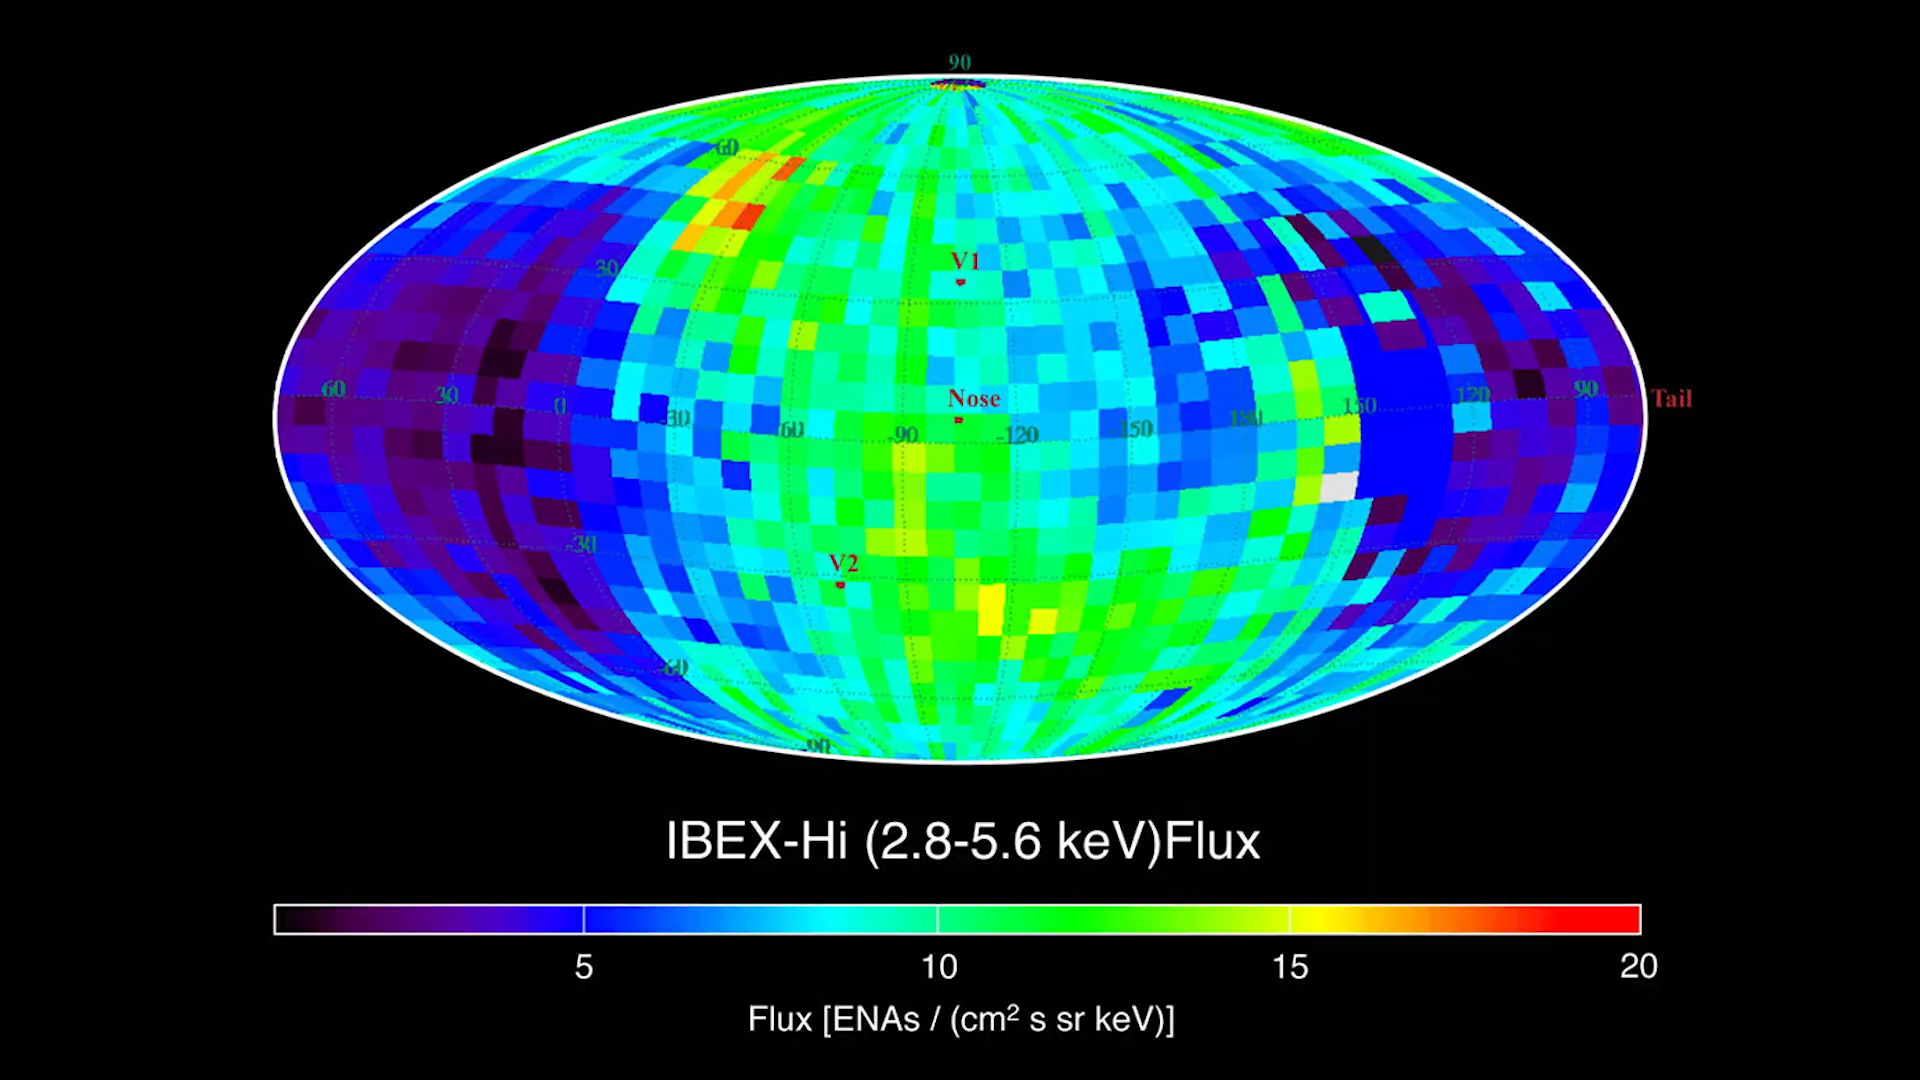 90
60
30
V1
60
30
0
-30
-60
-90
Nose
-120
-150
180
150
120
90
Tail
-30
V2
-60
-90
IBEX-Hi (2.8-5.6 keV)Flux
5 10 15 20
Flux [ENAs / (cm² s sr keV)]